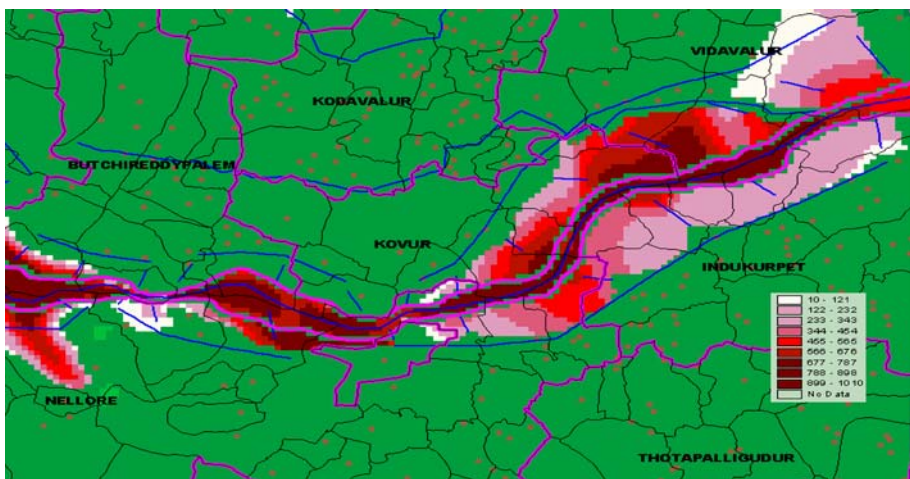 VIDAVALUR
KODAVALUR
BUTCHIREDDYPALEM
KOVUR
INDUKURPET
10 - 121
122 - 232
233 - 343
344 - 454
455 - 565
566 - 676
677 - 787
788 - 898
899 - 1010
No Data
NELLORE
THOTAPALLIGUDUR